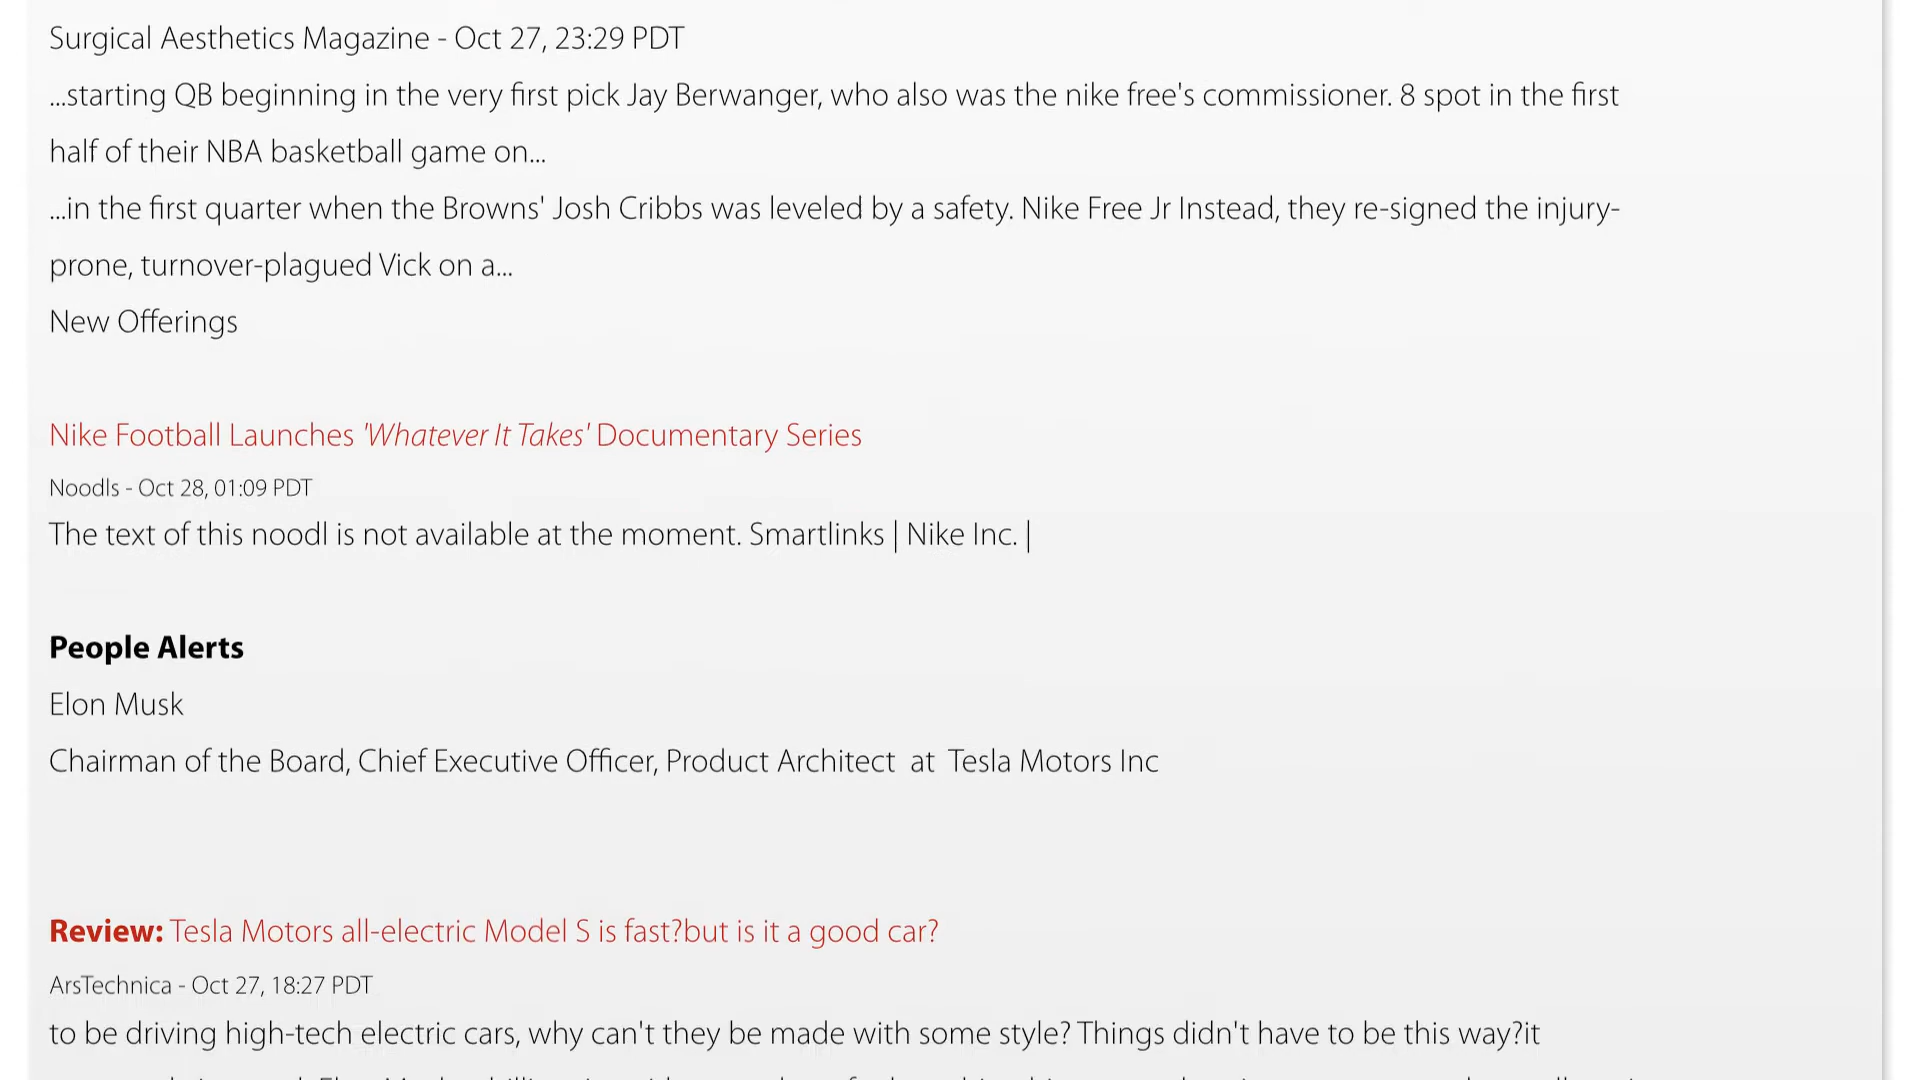 Surgical Aesthetics Magazine - Oct 27, 23:29 PDT
...starting QB beginning in the very first pick Jay Berwanger, who also was the nike free's commissioner. 8 spot in the first
half of their NBA basketball game on...
...in the first quarter when the Browns' Josh Cribbs was leveled by a safety. Nike Free Jr Instead, they re-signed the injury-
prone, turnover-plagued Vick on a...
New Offerings
Nike Football Launches 'Whatever It Takes' Documentary Series
Noodls - Oct 28, 01:09 PDT
The text of this noodl is not available at the moment. Smartlinks | Nike Inc. |
People Alerts
Elon Musk
Chairman of the Board, Chief Executive Officer, Product Architect at Tesla Motors Inc
Review: Tesla Motors all-electric Model S is fast?but is it a good car?
ArsTechnica - Oct 27, 18:27 PDT
to be driving high-tech electric cars, why can't they be made with some style? Things didn't have to be this way?it